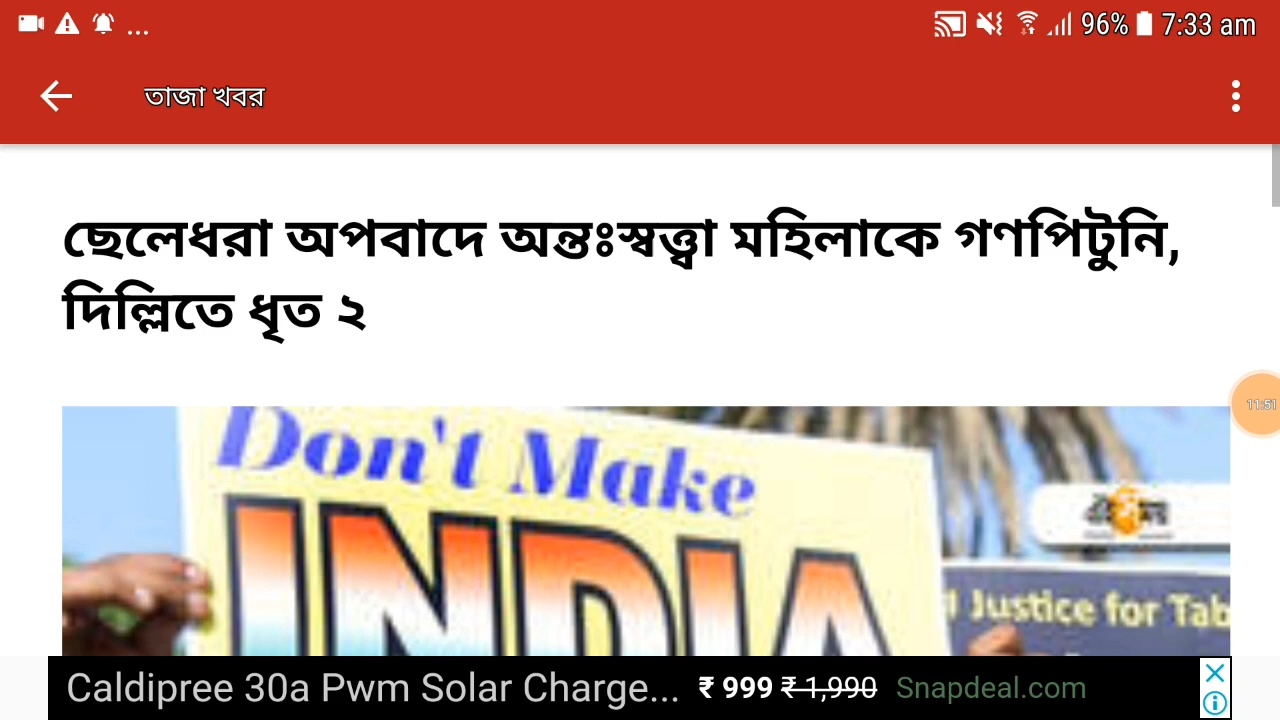 ... 96% 7:33 am
তাজা খবর
ছেলেধরা অপবাদে অন্তঃস্বত্ত্বা মহিলাকে গণপিটুনি,
দিল্লিতে ধৃত ২
11:51
Don't Make
INDIA
Justice for Tab
Caldipree 30a Pwm Solar Charge... ₹ 999 ₹ 1,990 Snapdeal.com